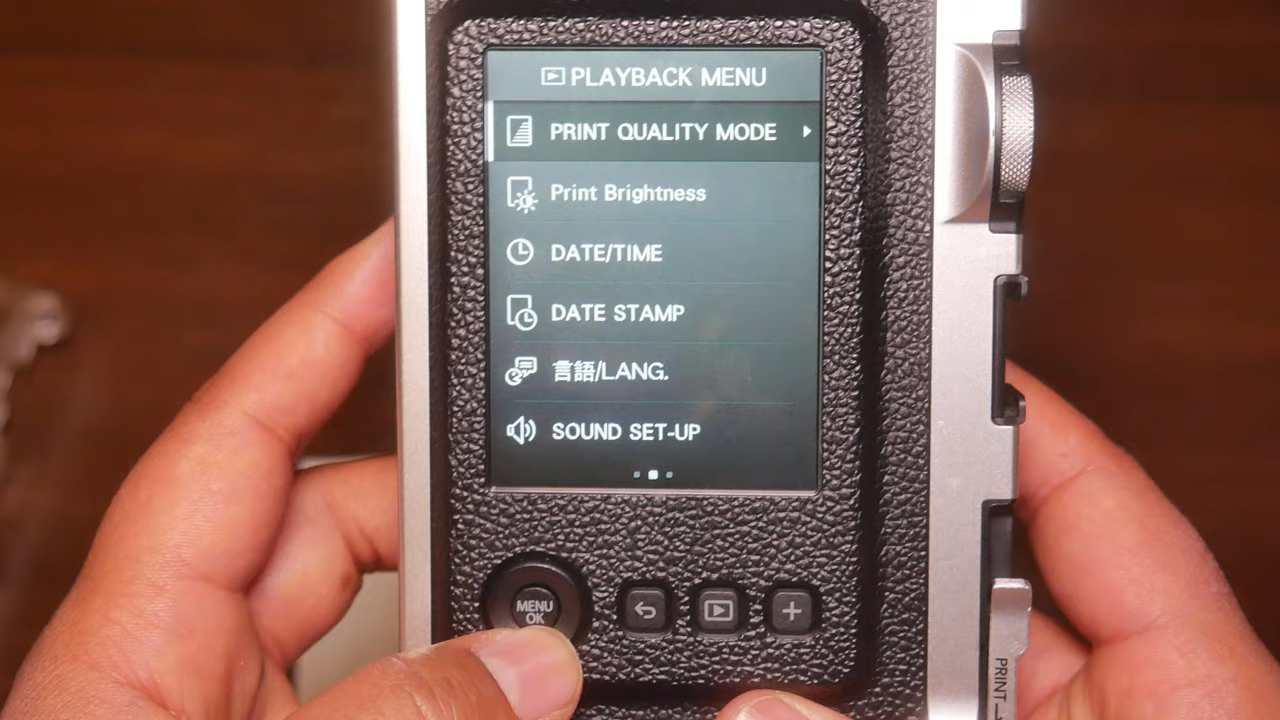 PLAYBACK MENU
PRINT QUALITY MODE
Print Brightness
DATE/TIME
DATE STAMP
言語/LANG.
SOUND SET-UP
MENU
OK
PRINT